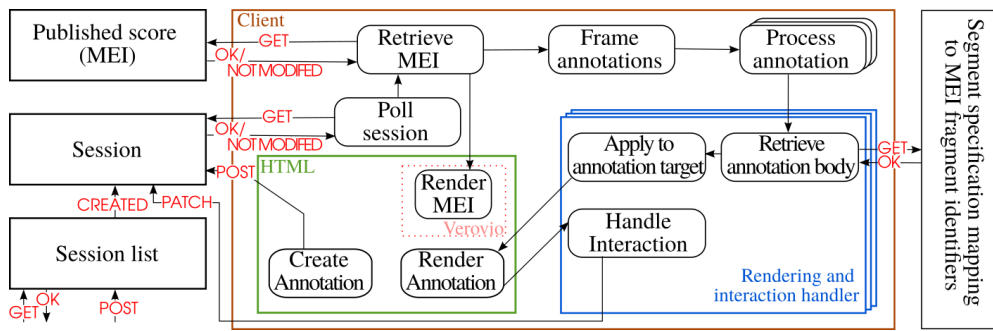 Client
Published score
(MEI)
GET
OK/
NOT MODIFED
Retrieve
MEI
Frame
annotations
Process
annotation
Poll
session
GET
OK/
NOT MODIFED
Session
POST
HTML
Render
MEI
Verovio
Apply to
annotation target
Retrieve
annotation body
GET
OK
CREATED
PATCH
Handle
Interaction
Session list
Create
Annotation
Render
Annotation
Rendering and
interaction handler
GET
OK
POST
Segment specification mapping
to MEI fragment identifiers